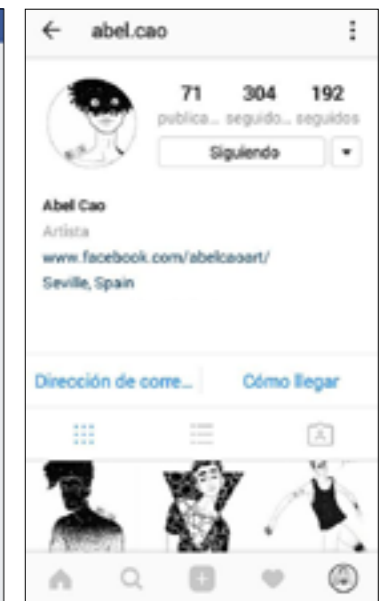 abel.cao
71 304 192
publica... seguido... seguidos
Siguiendo
Abel Cao
Artista
www.facebook.com/abelcaoart/
Seville, Spain
Dirección de corre... Cómo llegar